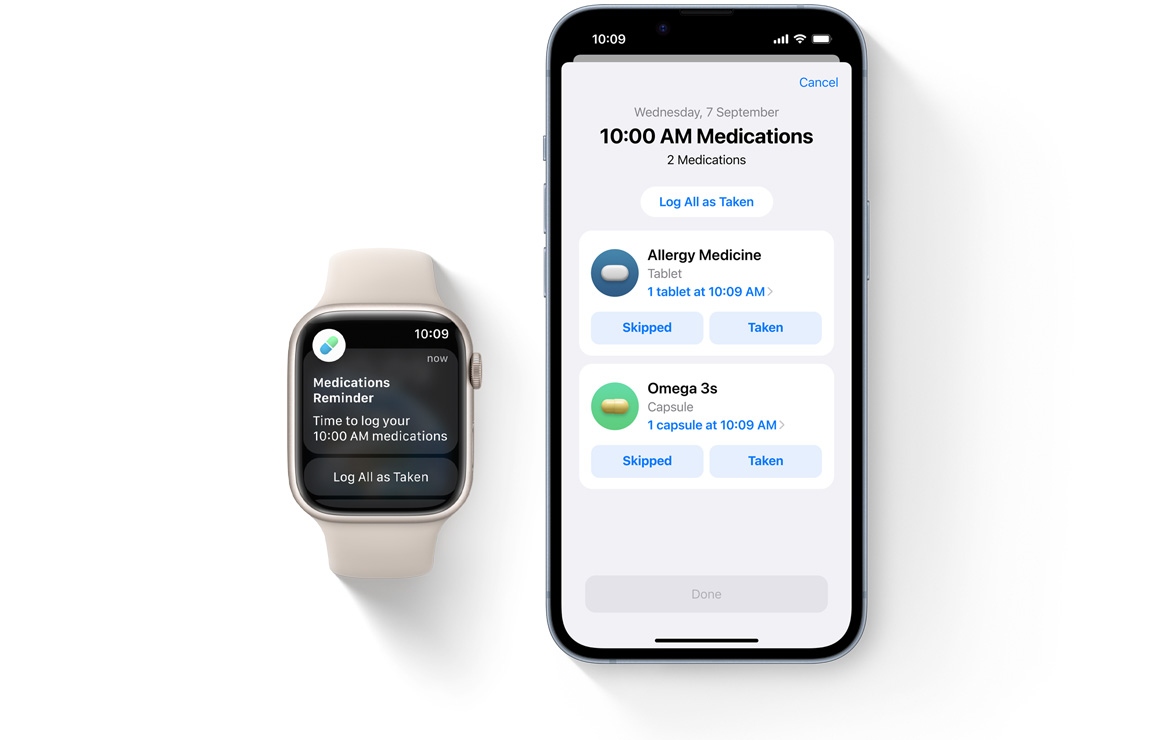 10:09
now
Medications
Reminder
Time to log your
10:00 AM medications
Log All as Taken
10:09
Cancel
Wednesday, 7 September
10:00 AM Medications
2 Medications
Log All as Taken
Allergy Medicine
Tablet
1 tablet at 10:09 AM
Skipped
Taken
Omega 3s
Capsule
1 capsule at 10:09 AM
Skipped
Taken
Done